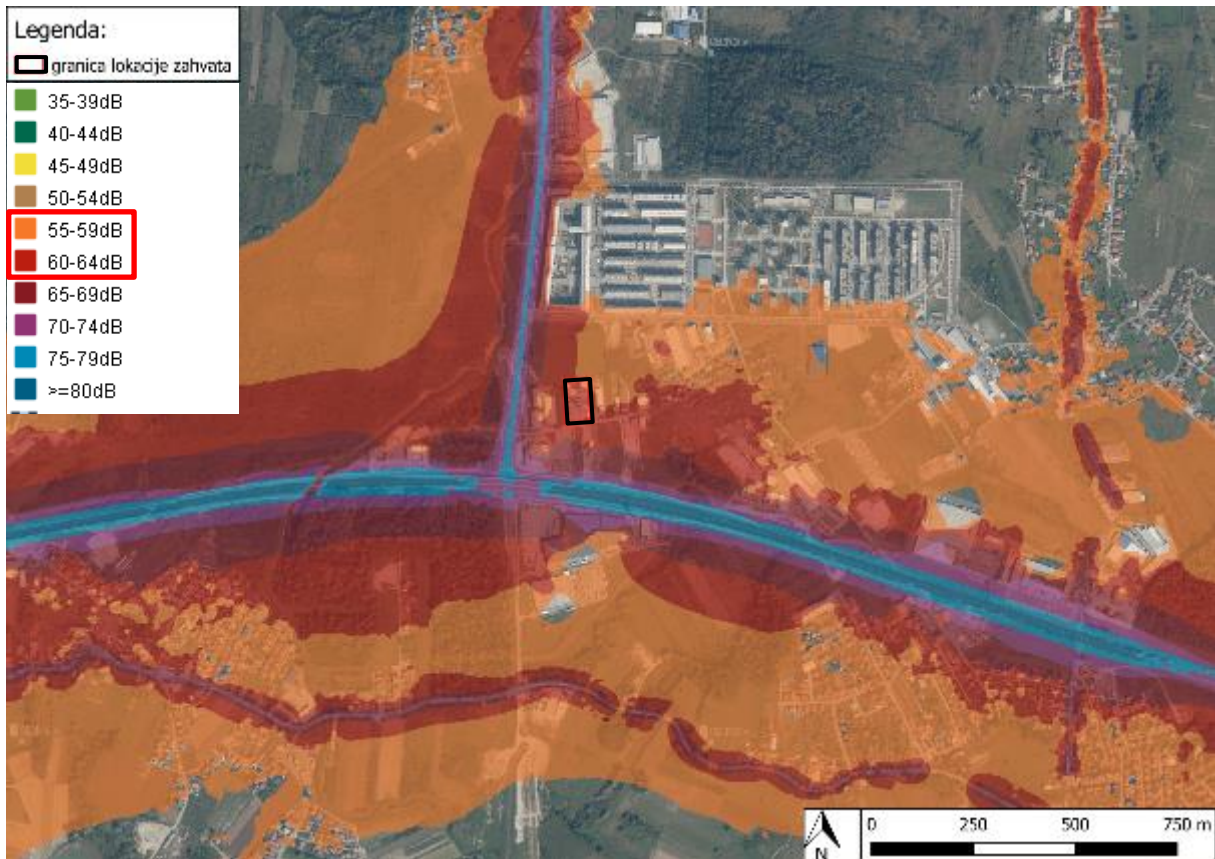 Legenda:
granica lokacije zahvata
35-39dB
40-44dB
45-49dB
50-54dB
55-59dB
60-64dB
65-69dB
70-74dB
75-79dB
>=80dB
N
0 250 500 750 m